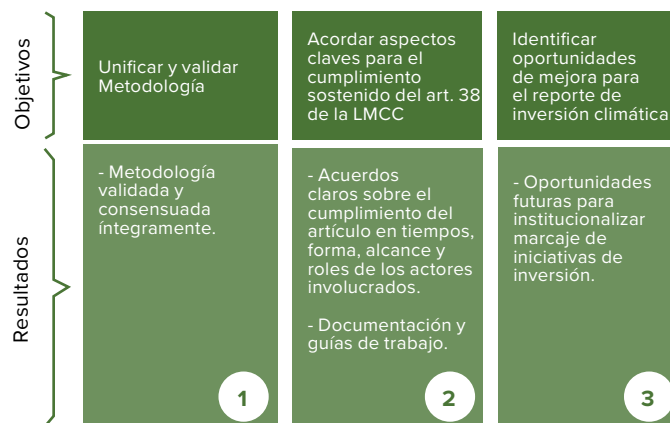 Objetivos
Unificar y validar
Metodología
Acordar aspectos
claves para el
cumplimiento
sostenido del art. 38
de la LMCC
Identificar
oportunidades
de mejora para
el reporte de
inversión climática
Resultados
- Metodología
validada y
consensuada
íntegramente.
1
- Acuerdos
claros sobre el
cumplimiento del
artículo en tiempos,
forma, alcance y
roles de los actores
involucrados.
- Documentación y
guías de trabajo.
2
- Oportunidades
futuras para
institucionalizar
marcaje de
iniciativas de
inversión.
3